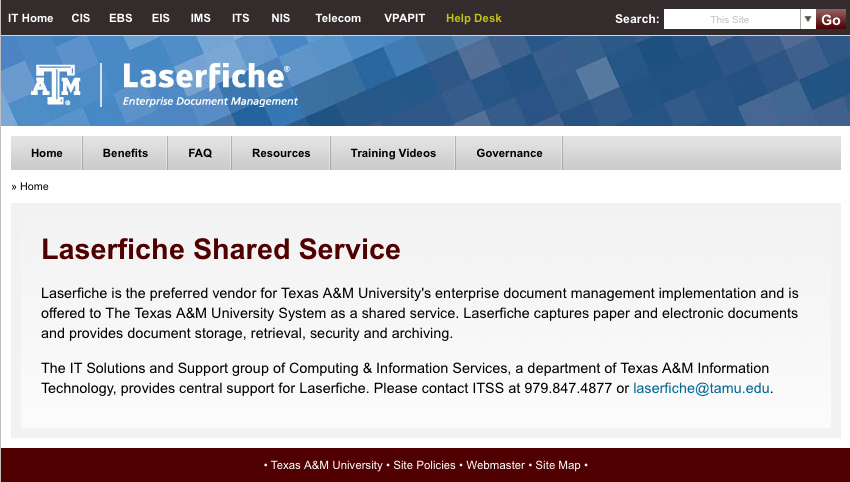 IT Home CIS EBS EIS IMS ITS NIS Telecom VPAPIT Help Desk Search: This Site Go
ATM Laserfiche®
Enterprise Document Management
Home Benefits FAQ Resources Training Videos Governance
» Home
Laserfiche Shared Service
Laserfiche is the preferred vendor for Texas A&M University's enterprise document management implementation and is
offered to The Texas A&M University System as a shared service. Laserfiche captures paper and electronic documents
and provides document storage, retrieval, security and archiving.
The IT Solutions and Support group of Computing & Information Services, a department of Texas A&M Information
Technology, provides central support for Laserfiche. Please contact ITSS at 979.847.4877 or laserfiche@tamu.edu.
• Texas A&M University • Site Policies • Webmaster • Site Map •